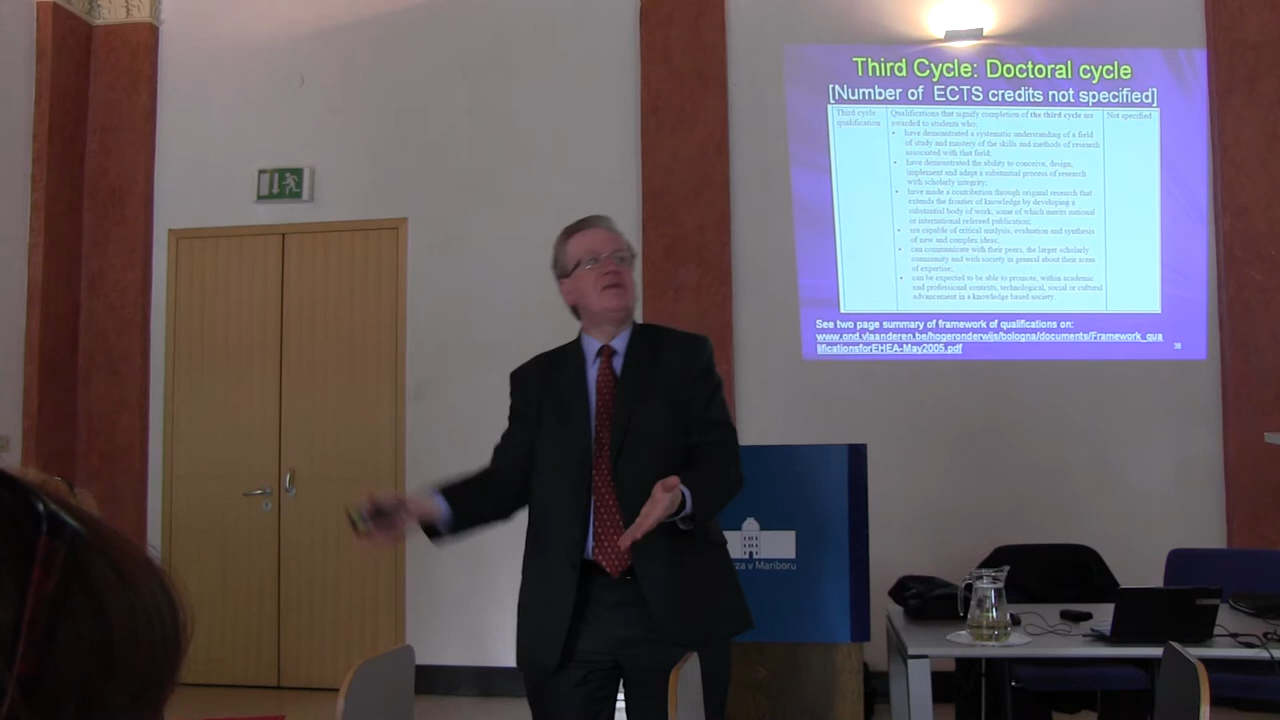 Third Cycle: Doctoral cycle
[Number of ECTS credits not specified]
Third cycle
qualification
Qualifications that signify completion of the third cycle are
awarded to students who:
• have demonstrated a systematic understanding of a field
of study and mastery of the skills and methods of research
associated with that field;
• have demonstrated the ability to conceive, design,
implement and adapt a substantial process of research
with scholarly integrity;
• have made a contribution through original research that
extends the frontier of knowledge by developing a
substantial body of work, some of which merits national
or international refereed publication;
• are capable of critical analysis, evaluation and synthesis
of new and complex ideas;
• can communicate with their peers, the larger scholarly
community and with society in general about their areas
of expertise;
• can be expected to be able to promote, within academic
and professional contexts, technological, social or cultural
advancement in a knowledge based society.
Not specified
See two page summary of framework of qualifications on:
www.ond.vlaanderen.be/hogeronderwijs/bologna/documents/Framework_qua
lificationsforEHEA-May2005.pdf
38
rza v Mariboru